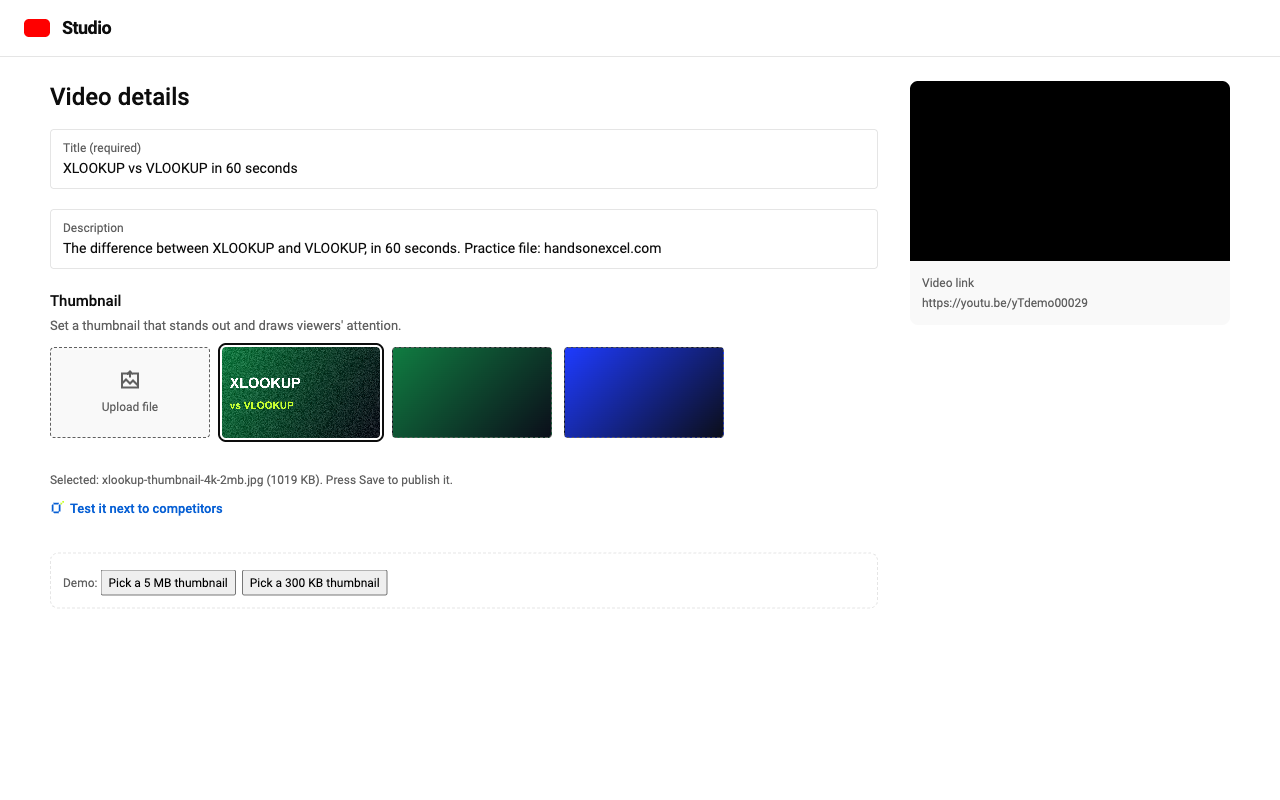 Studio
Video details
Title (required)
XLOOKUP vs VLOOKUP in 60 seconds
Description
The difference between XLOOKUP and VLOOKUP, in 60 seconds. Practice file: handsonexcel.com
Thumbnail
Set a thumbnail that stands out and draws viewers' attention.
Upload file
XLOOKUP
vs VLOOKUP
Selected: xlookup-thumbnail-4k-2mb.jpg (1019 KB). Press Save to publish it.
Test it next to competitors
Demo: Pick a 5 MB thumbnail Pick a 300 KB thumbnail
Video link
https://youtu.be/yTdemo00029